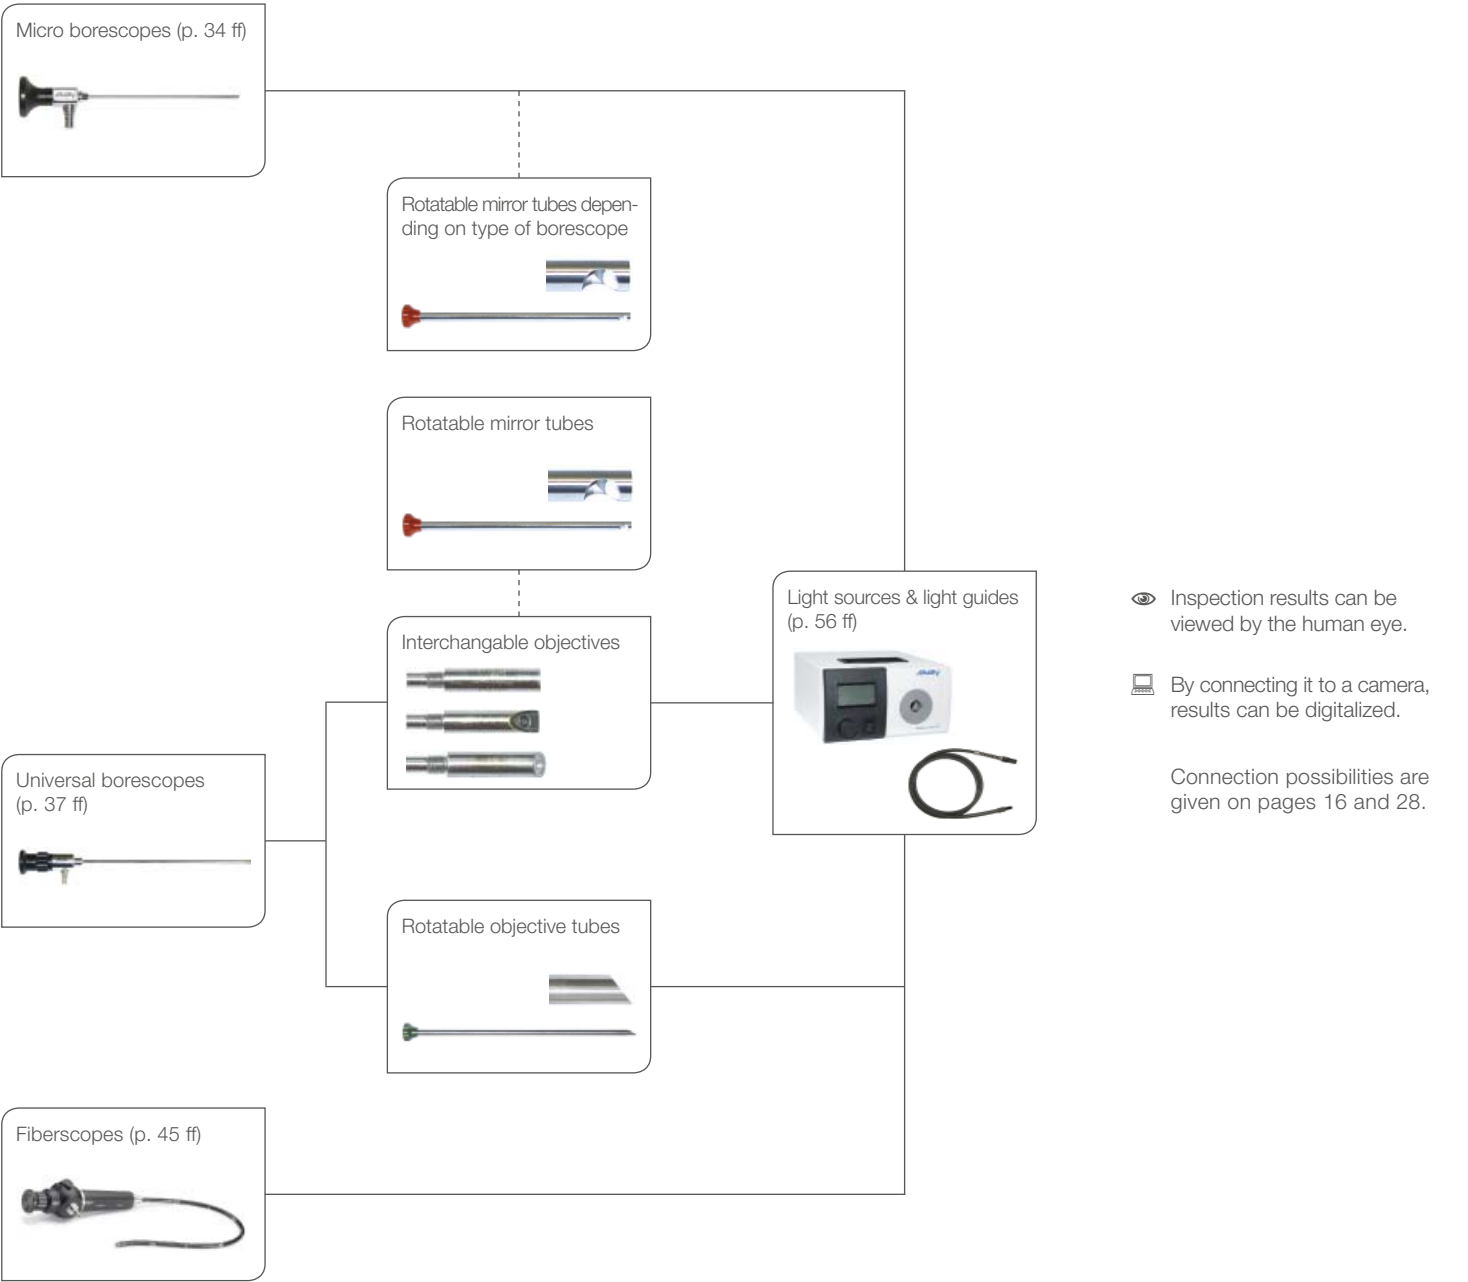 Micro borescopes (p. 34 ff)
Rotatable mirror tubes depen-
ding on type of borescope
Rotatable mirror tubes
Interchangable objectives
Light sources & light guides
(p. 56 ff)
Inspection results can be
viewed by the human eye.
By connecting it to a camera,
results can be digitalized.
Connection possibilities are
given on pages 16 and 28.
Universal borescopes
(p. 37 ff)
Rotatable objective tubes
Fiberscopes (p. 45 ff)